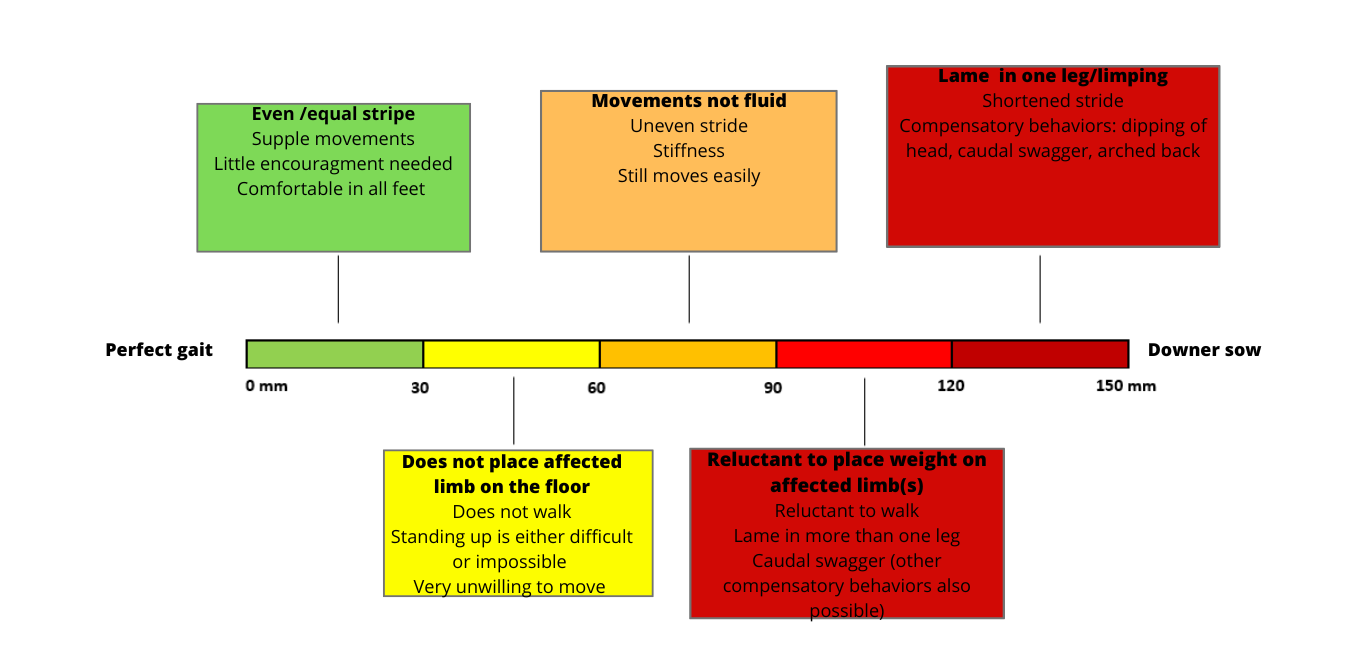 Even /equal stripe
Supple movements
Little encouragment needed
Comfortable in all feet
Movements not fluid
Uneven stride
Stiffness
Still moves easily
Lame  in one leg/limping
Shortened stride
Compensatory behaviors: dipping of
head, caudal swagger, arched back
Perfect gait
Downer sow
0 mm
30
60
90
120
150 mm
Does not place affected
limb on the floor
Does not walk
Standing up is either difficult
or impossible
Very unwilling to move
Reluctant to place weight on
affected limb(s)
Reluctant to walk
Lame in more than one leg
Caudal swagger (other
compensatory behaviors also
possible)